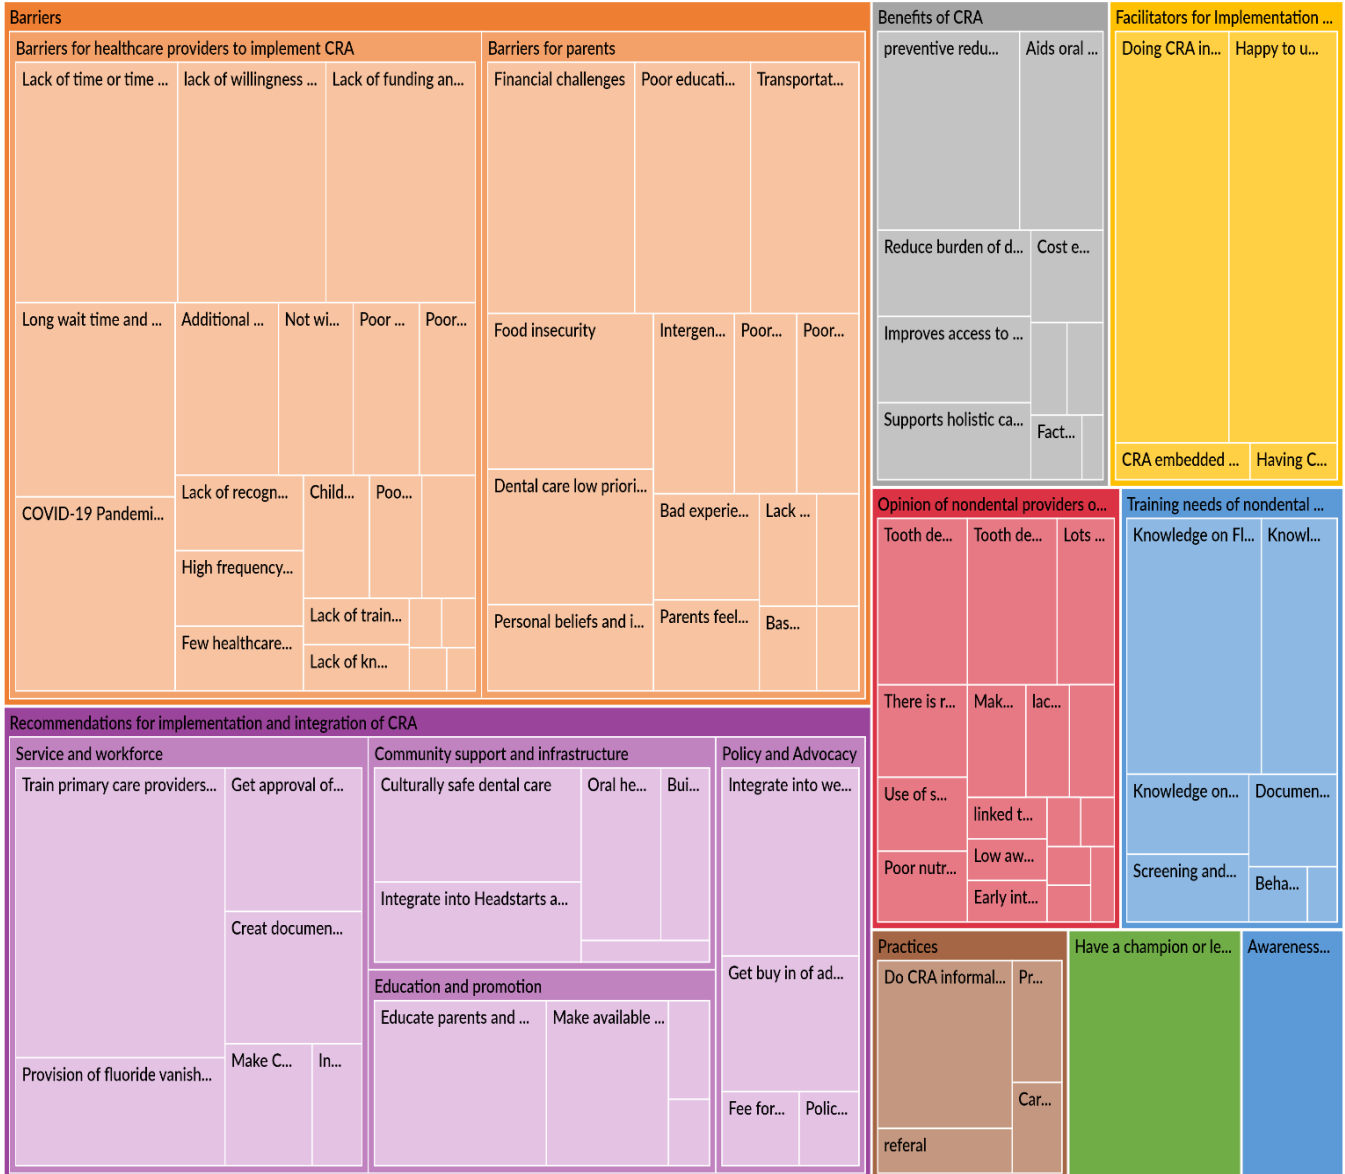 Barriers
Barriers for healthcare providers to implement CRA
Lack of time or time ...
lack of willingness ...
Lack of funding an...
Long wait time and ...
Additional ...
Not wi...
Poor ...
Poor...
COVID-19 Pandemi...
Lack of recogn...
Child...
Poo...
High frequency...
Few healthcare...
Lack of train...
Lack of kn...
Barriers for parents
Financial challenges
Poor educati...
Transportat...
Food insecurity
Intergen...
Poor...
Poor...
Dental care low priori...
Bad experie...
Lack ...
Personal beliefs and i...
Parents feel...
Bas...
Benefits of CRA
preventive redu...
Aids oral ...
Reduce burden of d...
Cost e...
Improves access to ...
Supports holistic ca...
Fact...
Facilitators for Implementation ...
Doing CRA in...
Happy to u...
CRA embedded ...
Having C...
Opinion of nondental providers o...
Tooth de...
Tooth de...
Lots ...
There is r...
Mak...
lac...
Use of s...
linked t...
Low aw...
Poor nutr...
Early int...
Training needs of nondental ...
Knowledge on Fl...
Knowl...
Knowledge on...
Documen...
Screening and...
Beha...
Recommendations for implementation and integration of CRA
Service and workforce
Train primary care providers...
Get approval of...
Creat documen...
Provision of fluoride vanish...
Make C...
In...
Community support and infrastructure
Culturally safe dental care
Oral he...
Bui...
Integrate into Headstarts a...
Education and promotion
Educate parents and ...
Make available ...
Policy and Advocacy
Integrate into we...
Get buy in of ad...
Fee for...
Polic...
Practices
Do CRA informal...
Pr...
Car...
referal
Have a champion or le...
Awareness...